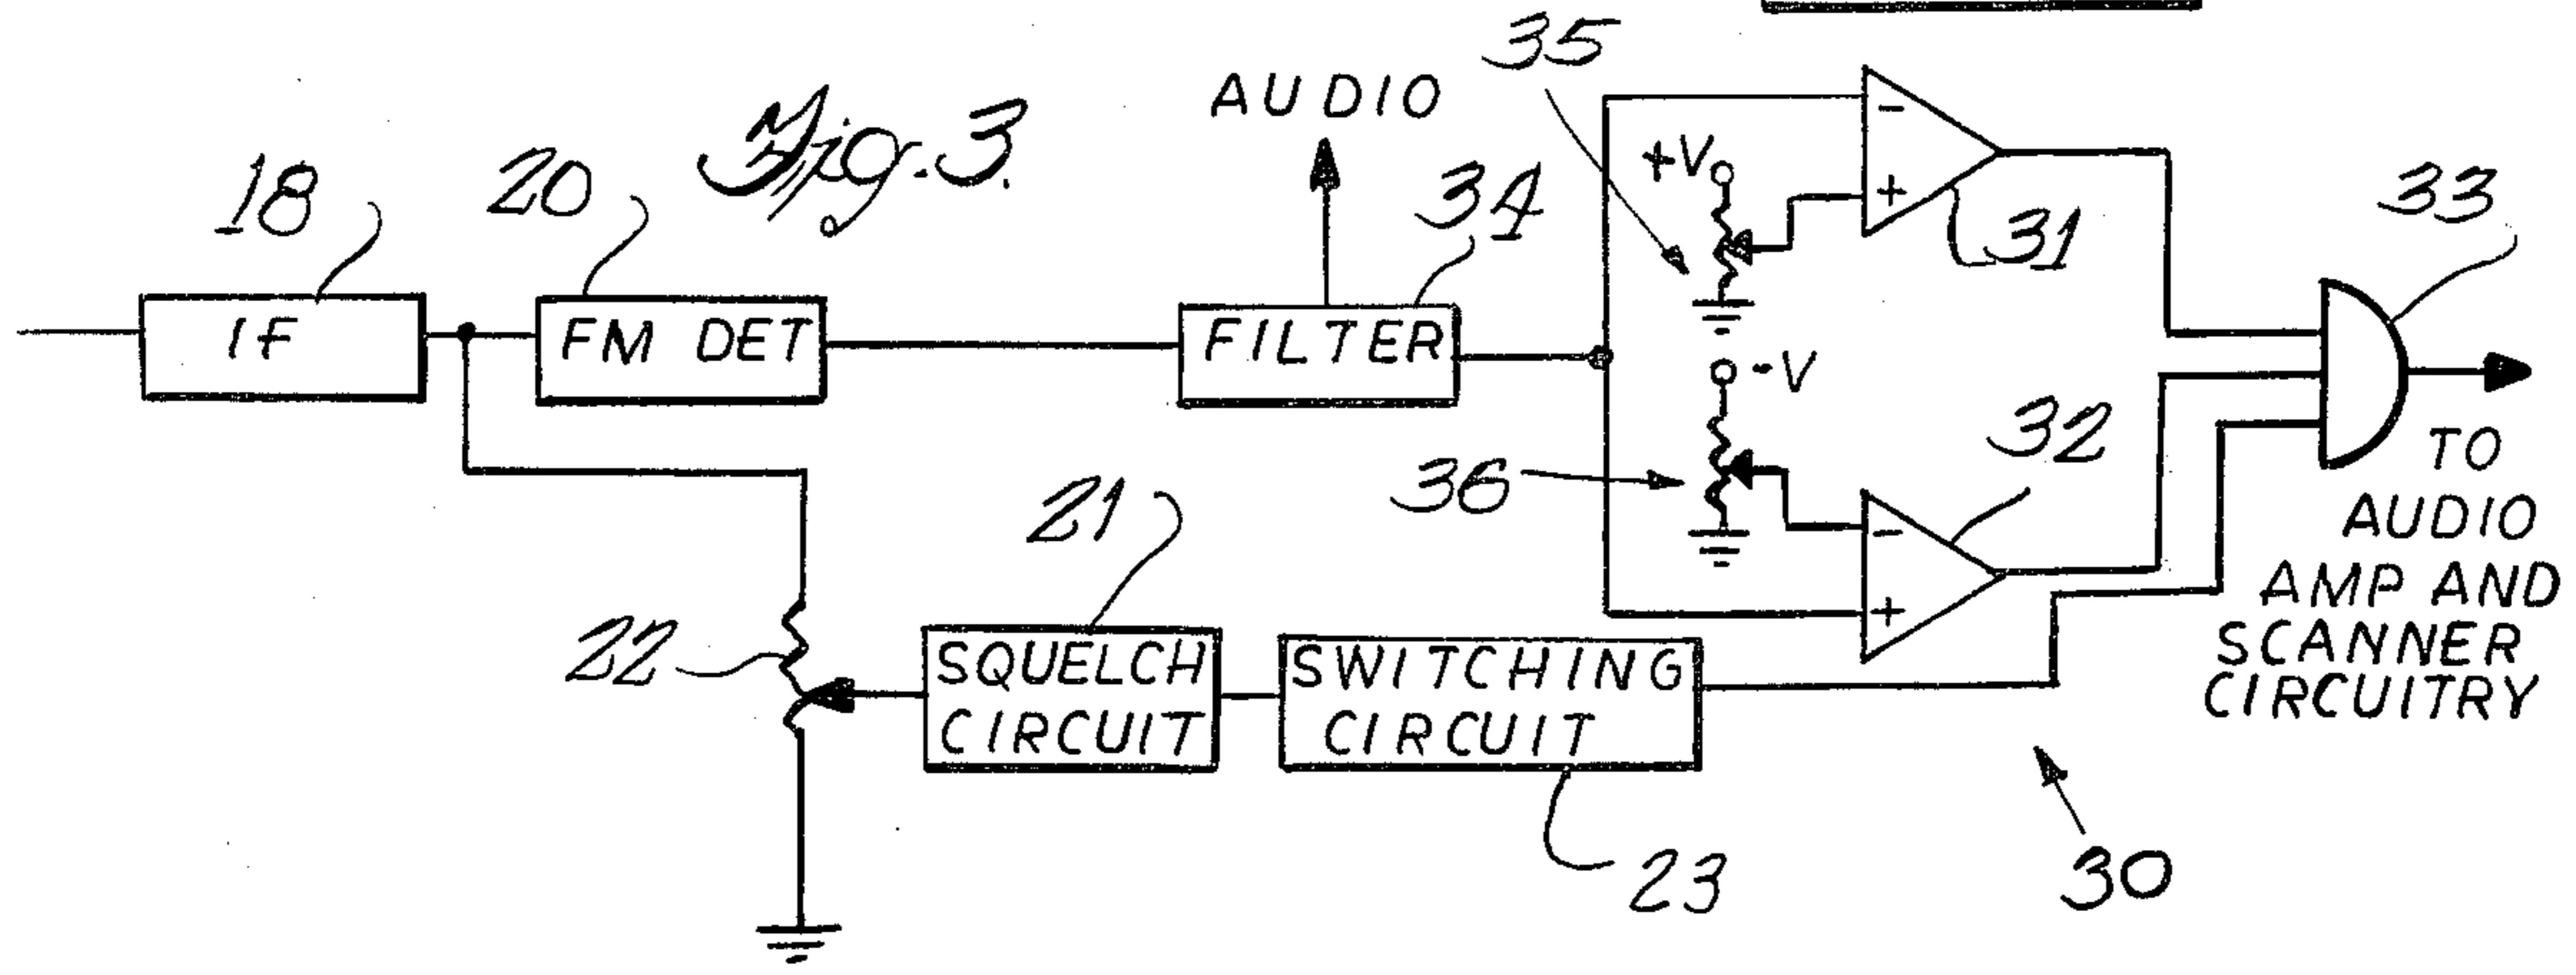 Fig. 3
AUDIO
35
18
20
34
+V
-
+
31
33
IF
FM DET
FILTER
-V
36
32
-
+
21
22
SQUELCH
CIRCUIT
SWITCHING
CIRCUIT
23
TO
AUDIO
AMP AND
SCANNER
CIRCUITRY
30